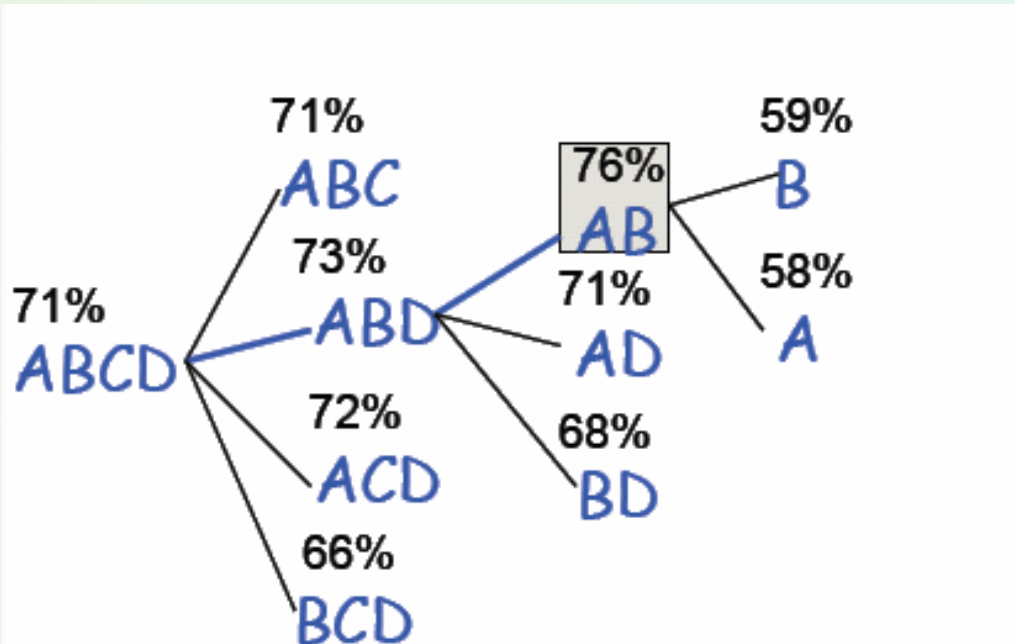 71%
ABCD
71%
ABC
73%
ABD
72%
ACD
66%
BCD
76%
AB
71%
AD
68%
BD
59%
B
58%
A